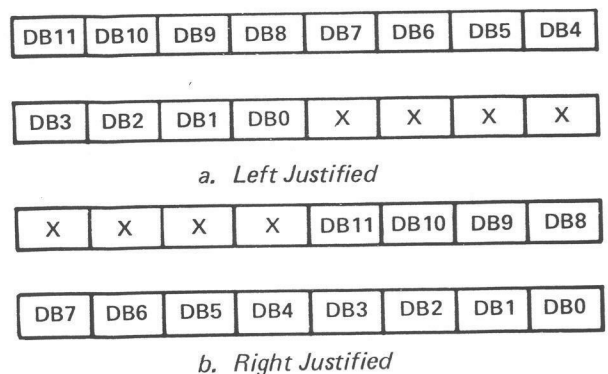 DB11 DB10 DB9 DB8 DB7 DB6 DB5 DB4
DB3 DB2 DB1 DB0 X X X X
a. Left Justified
X X X X DB11 DB10 DB9 DB8
DB7 DB6 DB5 DB4 DB3 DB2 DB1 DB0
b. Right Justified